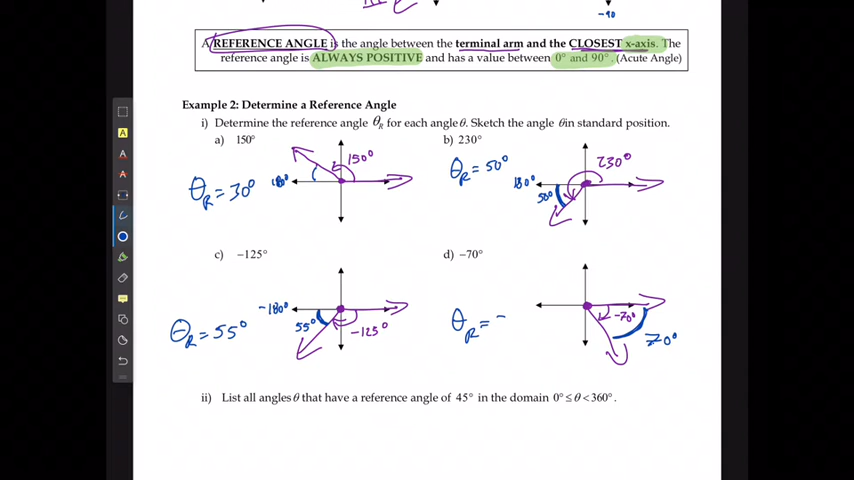 -90
A REFERENCE ANGLE is the angle between the terminal arm and the CLOSEST x-axis. The
reference angle is ALWAYS POSITIVE and has a value between 0° and 90°. (Acute Angle)
Example 2: Determine a Reference Angle
i) Determine the reference angle θR for each angle θ. Sketch the angle θin standard position.
a) 150°
b) 230°
150°
180°
θR = 30°
θR = 50°
230°
180°
50°
c) −125°
d) −70°
-180°
55°
-125°
θR = 55°
θR = -
-70°
70°
ii) List all angles θ that have a reference angle of 45° in the domain 0° ≤ θ < 360°.
A
A
A